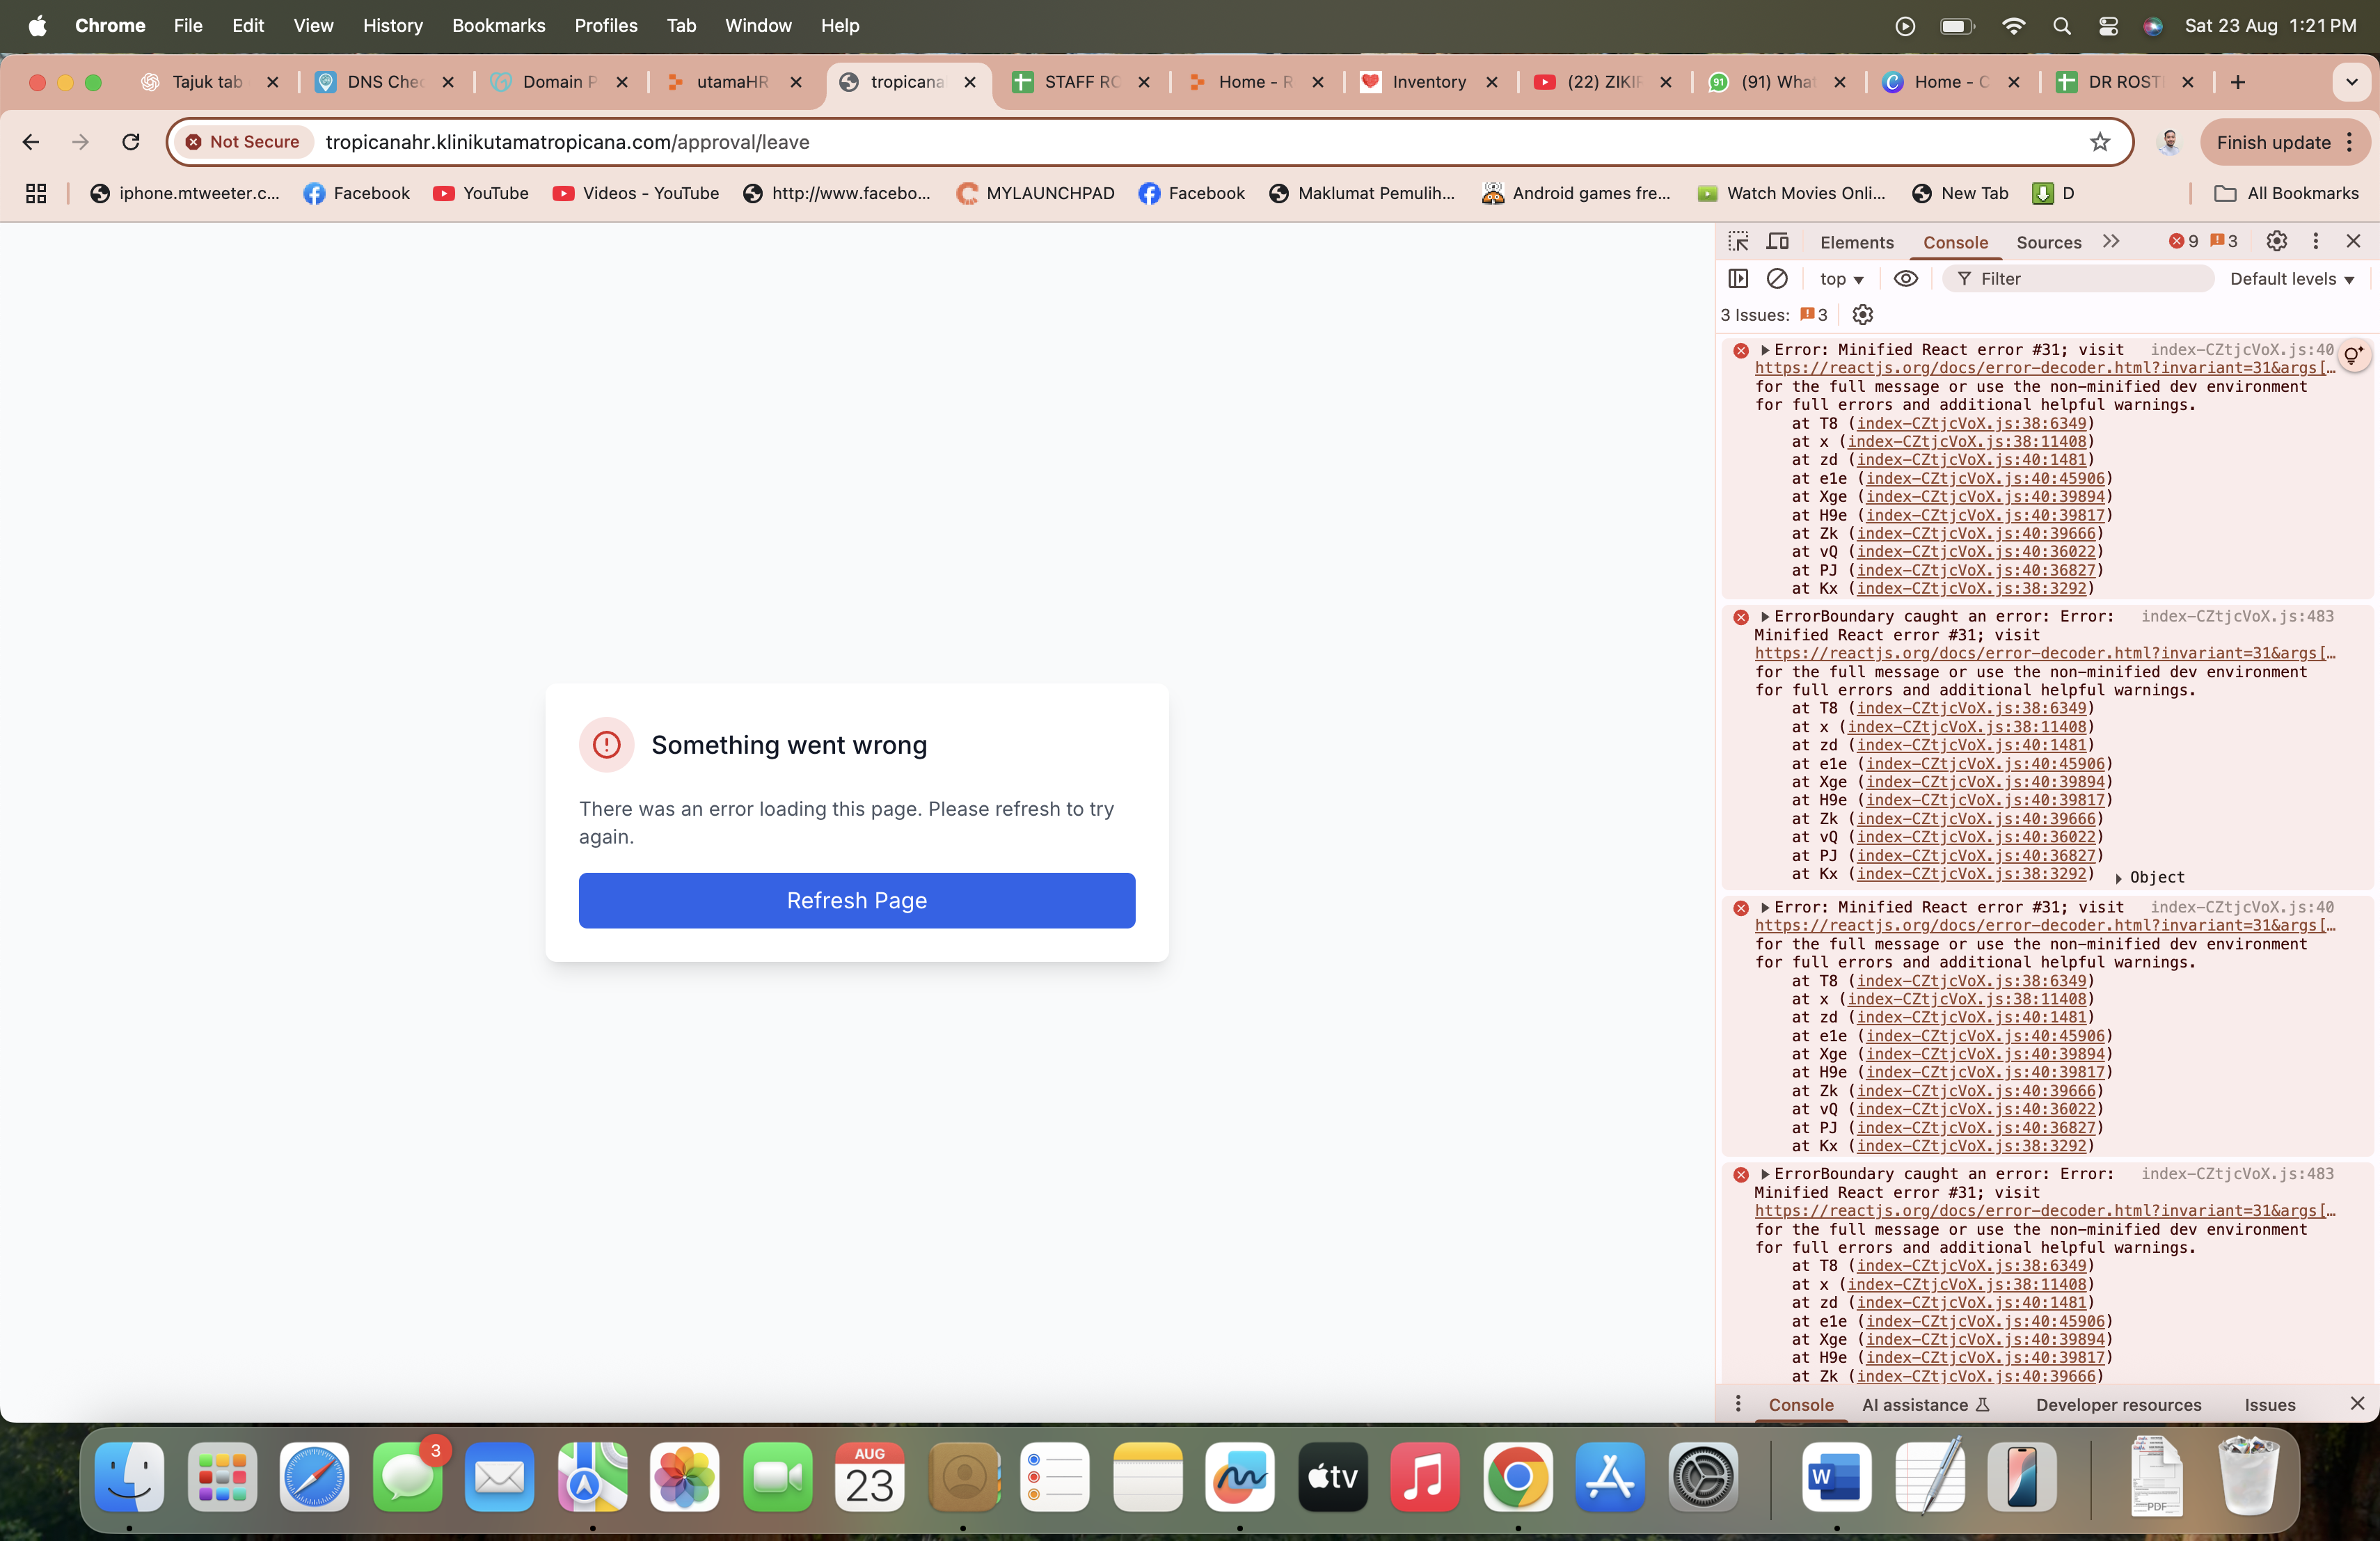 Chrome File Edit View History Bookmarks Profiles Tab Window Help Sat 23 Aug 1:21 PM
Tajuk tab DNS Che Domain P utamaHR tropicana STAFF RO Home - R Inventory (22) ZIKIR (91) Wha Home - C DR ROST
Not Secure tropicanahr.klinikutamatropicana.com/approval/leave Finish update
iphone.mtweeter.c... Facebook YouTube Videos - YouTube http://www.facebo... MYLAUNCHPAD Facebook Maklumat Pemulih... Android games fre... Watch Movies Onli... New Tab D All Bookmarks
Something went wrong
There was an error loading this page. Please refresh to try
again.
Refresh Page
Elements Console Sources 9 3
top Filter Default levels
3 Issues: 3
Error: Minified React error #31; visit index-CZtjcVoX.js:40
https://reactjs.org/docs/error-decoder.html?invariant=31&args[…
for the full message or use the non-minified dev environment
for full errors and additional helpful warnings.
at T8 (index-CZtjcVoX.js:38:6349)
at x (index-CZtjcVoX.js:38:11408)
at zd (index-CZtjcVoX.js:40:1481)
at e1e (index-CZtjcVoX.js:40:45906)
at Xge (index-CZtjcVoX.js:40:39894)
at H9e (index-CZtjcVoX.js:40:39817)
at Zk (index-CZtjcVoX.js:40:39666)
at vQ (index-CZtjcVoX.js:40:36022)
at PJ (index-CZtjcVoX.js:40:36827)
at Kx (index-CZtjcVoX.js:38:3292)
ErrorBoundary caught an error: Error: index-CZtjcVoX.js:483
Minified React error #31; visit
https://reactjs.org/docs/error-decoder.html?invariant=31&args[…
for the full message or use the non-minified dev environment
for full errors and additional helpful warnings.
at T8 (index-CZtjcVoX.js:38:6349)
at x (index-CZtjcVoX.js:38:11408)
at zd (index-CZtjcVoX.js:40:1481)
at e1e (index-CZtjcVoX.js:40:45906)
at Xge (index-CZtjcVoX.js:40:39894)
at H9e (index-CZtjcVoX.js:40:39817)
at Zk (index-CZtjcVoX.js:40:39666)
at vQ (index-CZtjcVoX.js:40:36022)
at PJ (index-CZtjcVoX.js:40:36827)
at Kx (index-CZtjcVoX.js:38:3292) Object
Error: Minified React error #31; visit index-CZtjcVoX.js:40
https://reactjs.org/docs/error-decoder.html?invariant=31&args[…
for the full message or use the non-minified dev environment
for full errors and additional helpful warnings.
at T8 (index-CZtjcVoX.js:38:6349)
at x (index-CZtjcVoX.js:38:11408)
at zd (index-CZtjcVoX.js:40:1481)
at e1e (index-CZtjcVoX.js:40:45906)
at Xge (index-CZtjcVoX.js:40:39894)
at H9e (index-CZtjcVoX.js:40:39817)
at Zk (index-CZtjcVoX.js:40:39666)
at vQ (index-CZtjcVoX.js:40:36022)
at PJ (index-CZtjcVoX.js:40:36827)
at Kx (index-CZtjcVoX.js:38:3292)
ErrorBoundary caught an error: Error: index-CZtjcVoX.js:483
Minified React error #31; visit
https://reactjs.org/docs/error-decoder.html?invariant=31&args[…
for the full message or use the non-minified dev environment
for full errors and additional helpful warnings.
at T8 (index-CZtjcVoX.js:38:6349)
at x (index-CZtjcVoX.js:38:11408)
at zd (index-CZtjcVoX.js:40:1481)
at e1e (index-CZtjcVoX.js:40:45906)
at Xge (index-CZtjcVoX.js:40:39894)
at H9e (index-CZtjcVoX.js:40:39817)
at Zk (index-CZtjcVoX.js:40:39666)
Console AI assistance Developer resources Issues
3
AUG
23
tv
W
PDF